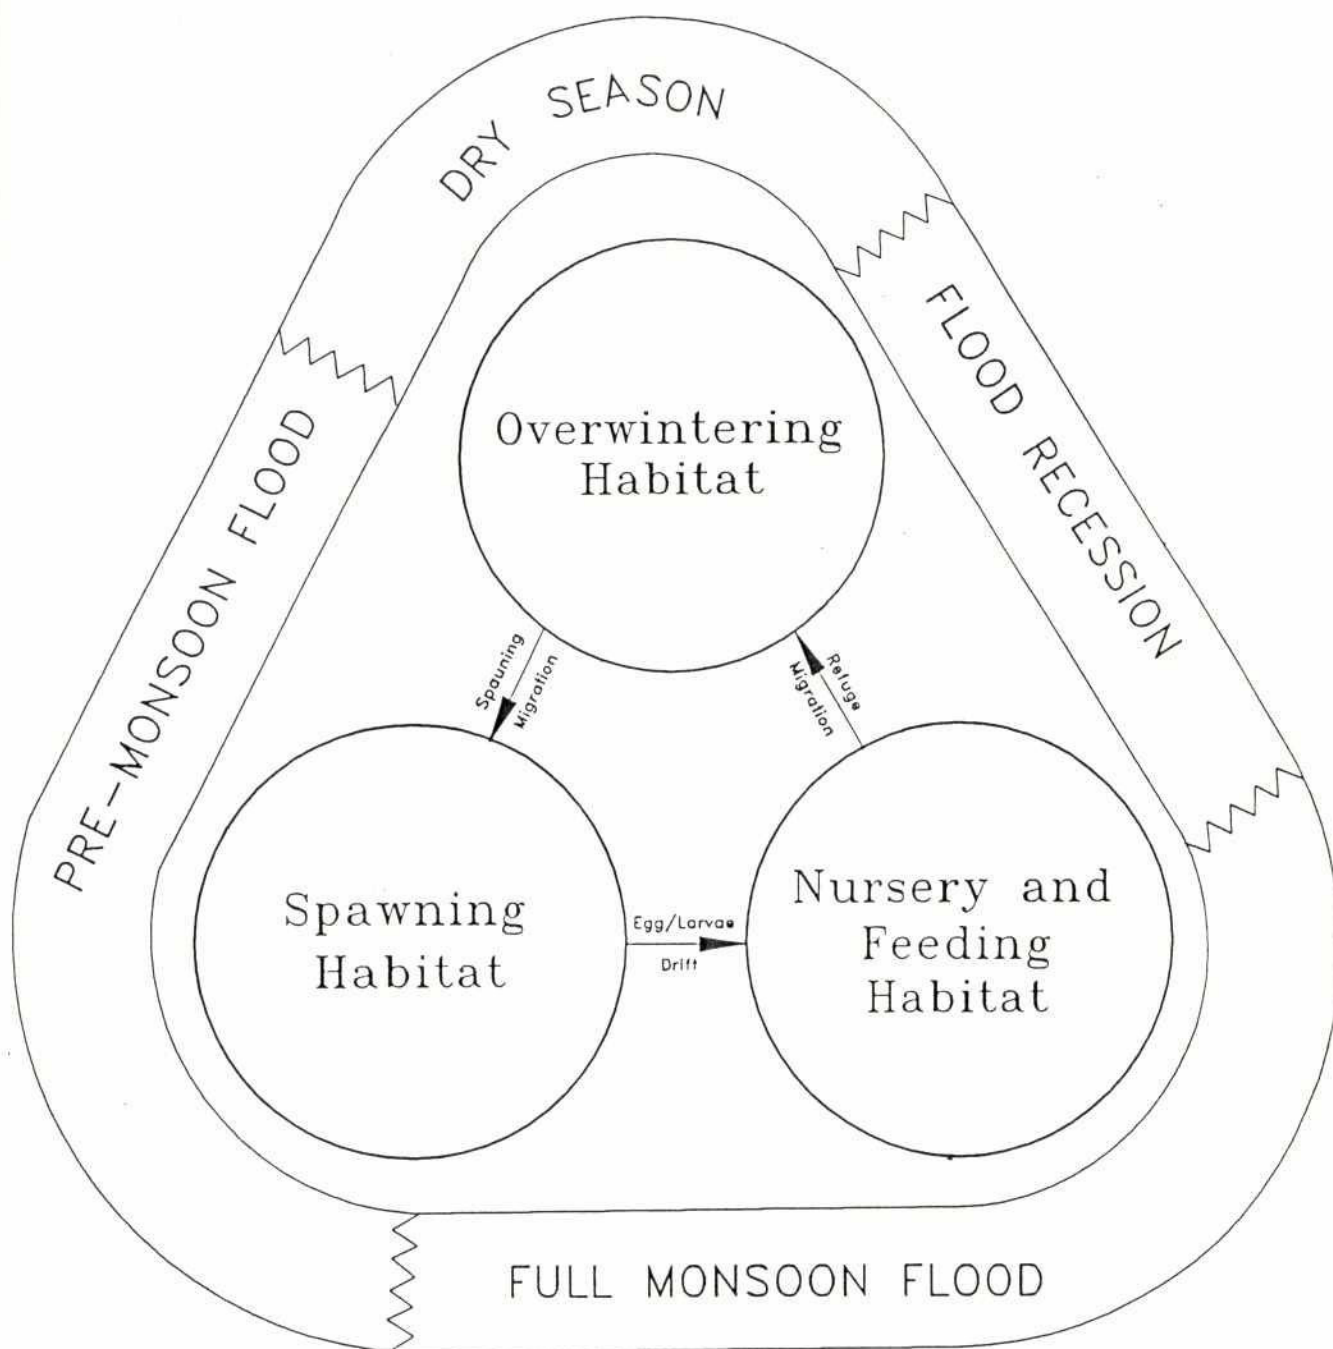 DRY SEASON
FLOOD RECESSION
PRE-MONSOON FLOOD
Overwintering
Habitat
Spauning
Migration
Refuge
Migration
Spawning
Habitat
Egg/Larvae
Drift
Nursery and
Feeding
Habitat
FULL MONSOON FLOOD